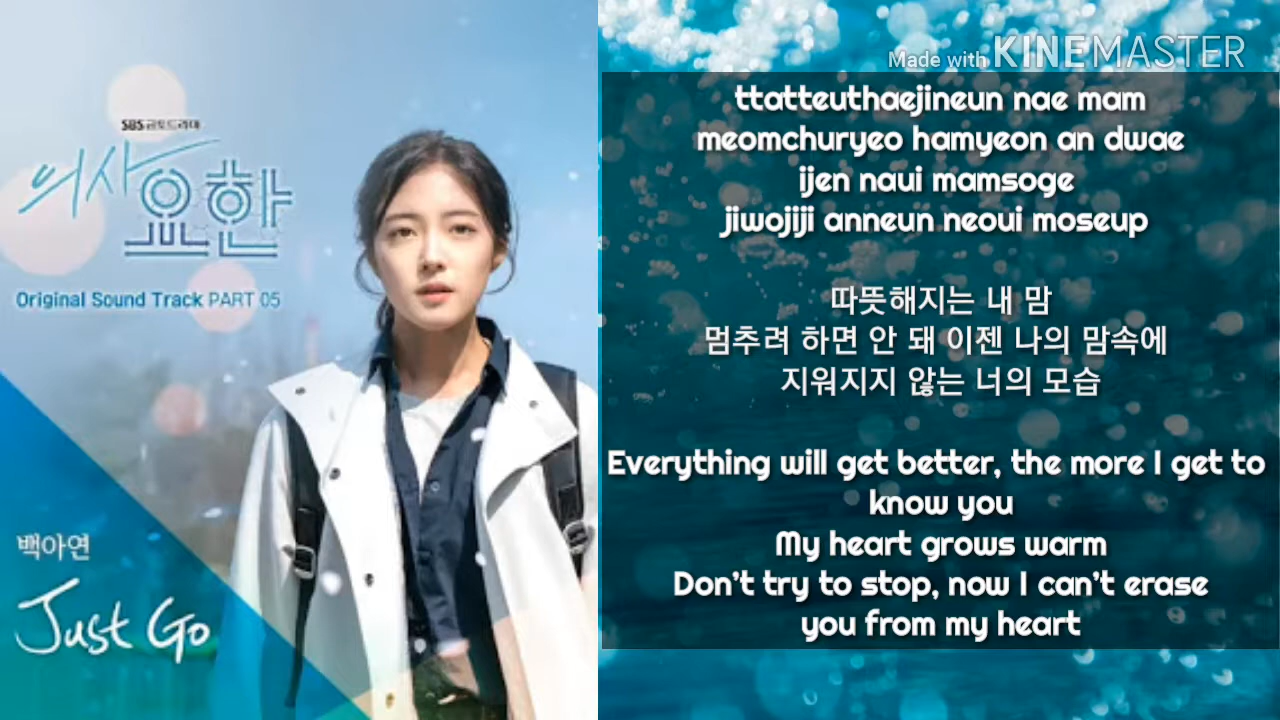 SBS 금토드라마
의사 요한
Original Sound Track PART 05
백아연
Just Go
Made with KINEMASTER
ttatteuthaejineun nae mam
meomchuryeo hamyeon an dwae
ijen naui mamsoge
jiwojiji anneun neoui moseup
따뜻해지는 내 맘
멈추려 하면 안 돼 이젠 나의 맘속에
지워지지 않는 너의 모습
Everything will get better, the more I get to
know you
My heart grows warm
Don't try to stop, now I can't erase
you from my heart